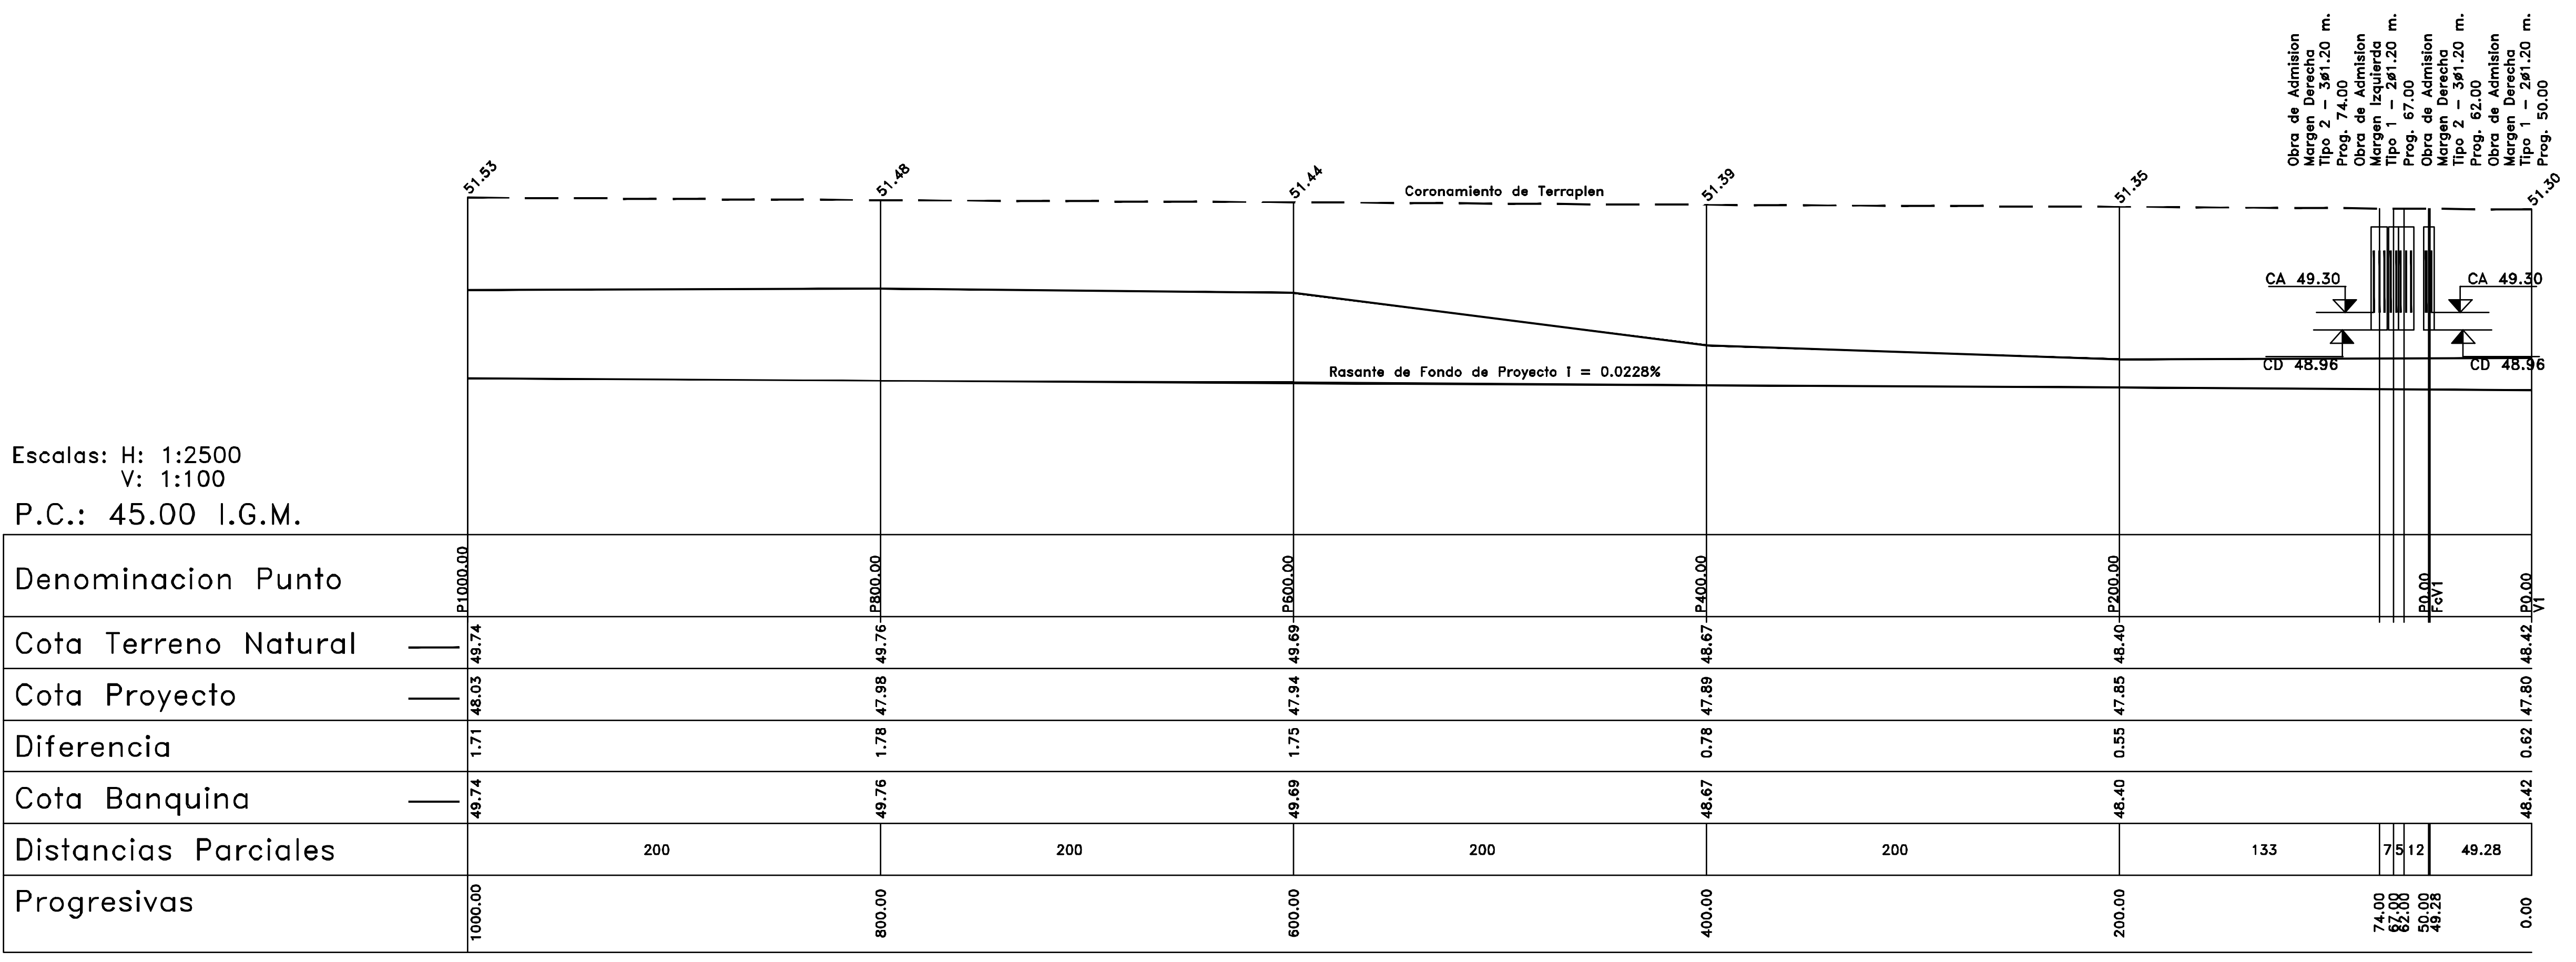 Obra de Admision
Margen Derecha
Tipo 2 - 3ø1.20 m.
Prog. 74.00
Obra de Admision
Margen Izquierda
Tipo 1 - 2ø1.20 m.
Prog. 67.00
Obra de Admision
Margen Derecha
Tipo 2 - 3ø1.20 m.
Prog. 62.00
Obra de Admision
Margen Derecha
Tipo 1 - 2ø1.20 m.
Prog. 50.00
51.53
51.48
51.44
Coronamiento de Terraplen
51.39
51.35
51.30
CA 49.30
CA 49.30
CD 48.96
CD 48.96
Rasante de Fondo de Proyecto I = 0.0228%
Escalas: H: 1:2500
V: 1:100
P.C.: 45.00 I.G.M.
Denominacion Punto
P1000.00
P800.00
P600.00
P400.00
P200.00
P0.00
FcV1
P0.00
V1
Cota Terreno Natural
49.74
49.76
49.69
48.67
48.40
48.42
Cota Proyecto
48.03
47.98
47.94
47.89
47.85
47.80
Diferencia
1.71
1.78
1.75
0.78
0.55
0.62
Cota Banquina
49.74
49.76
49.69
48.67
48.40
48.42
Distancias Parciales
200
200
200
200
133
7
5
12
49.28
Progresivas
1000.00
800.00
600.00
400.00
200.00
74.00
67.00
62.00
50.00
49.28
0.00